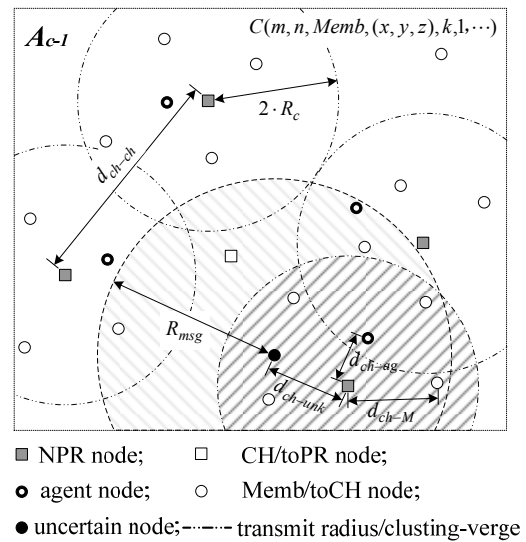 A_{c-1}
C(m, n, Memb, (x, y, z), k, 1, ···)
2 · R_c
d_{ch-ch}
R_{msg}
d_{ch-ag}
d_{ch-unk}
d_{ch-M}
NPR node; CH/toPR node;
agent node; Memb/toCH node;
uncertain node; transmit radius/clusting-verge